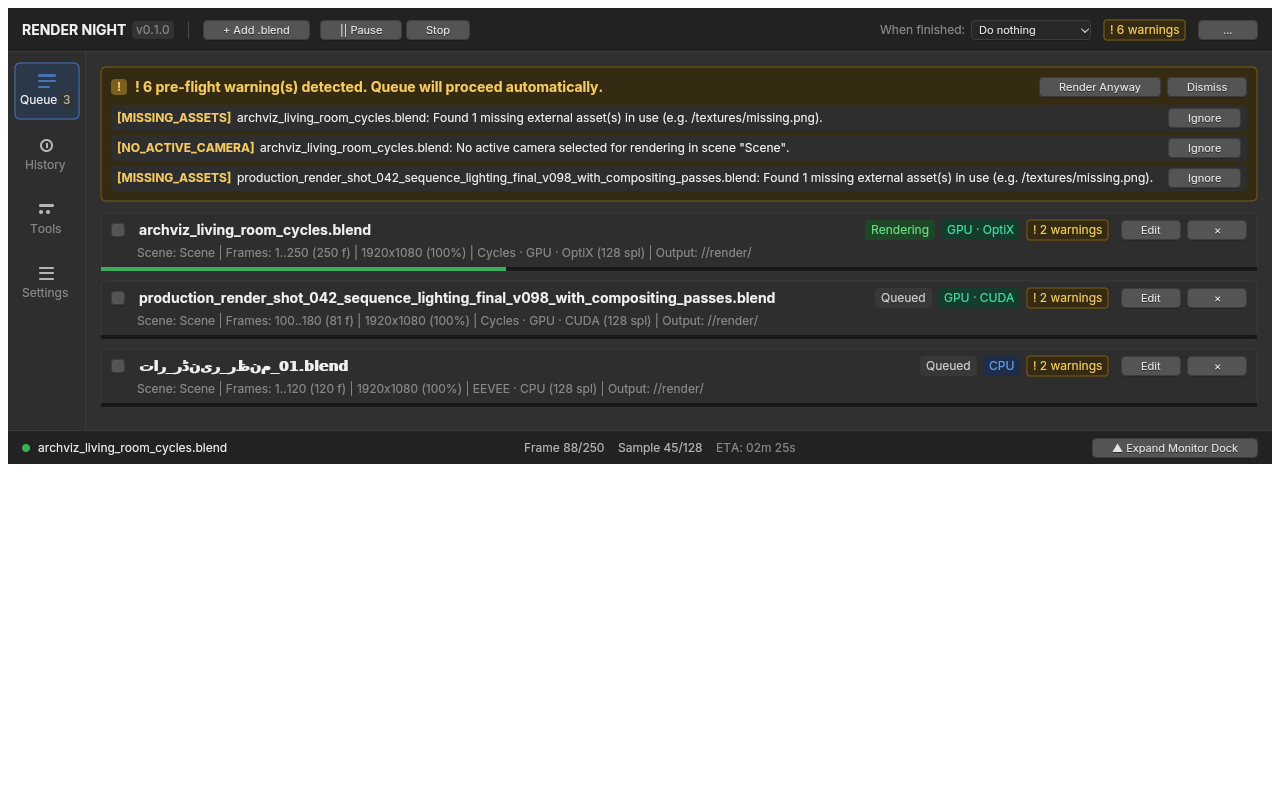 RENDER NIGHT v0.1.0 + Add .blend || Pause Stop When finished: Do nothing ! 6 warnings ...
Queue 3
History
Tools
Settings
! ! 6 pre-flight warning(s) detected. Queue will proceed automatically. Render Anyway Dismiss
[MISSING_ASSETS] archviz_living_room_cycles.blend: Found 1 missing external asset(s) in use (e.g. /textures/missing.png). Ignore
[NO_ACTIVE_CAMERA] archviz_living_room_cycles.blend: No active camera selected for rendering in scene "Scene". Ignore
[MISSING_ASSETS] production_render_shot_042_sequence_lighting_final_v098_with_compositing_passes.blend: Found 1 missing external asset(s) in use (e.g. /textures/missing.png). Ignore
archviz_living_room_cycles.blend Rendering GPU · OptiX ! 2 warnings Edit ×
Scene: Scene | Frames: 1..250 (250 f) | 1920x1080 (100%) | Cycles · GPU · OptiX (128 spl) | Output: //render/
production_render_shot_042_sequence_lighting_final_v098_with_compositing_passes.blend Queued GPU · CUDA ! 2 warnings Edit ×
Scene: Scene | Frames: 100..180 (81 f) | 1920x1080 (100%) | Cycles · GPU · CUDA (128 spl) | Output: //render/
منظر_رینڈر_رات_01.blend Queued CPU ! 2 warnings Edit ×
Scene: Scene | Frames: 1..120 (120 f) | 1920x1080 (100%) | EEVEE · CPU (128 spl) | Output: //render/
archviz_living_room_cycles.blend Frame 88/250 Sample 45/128 ETA: 02m 25s ▲ Expand Monitor Dock